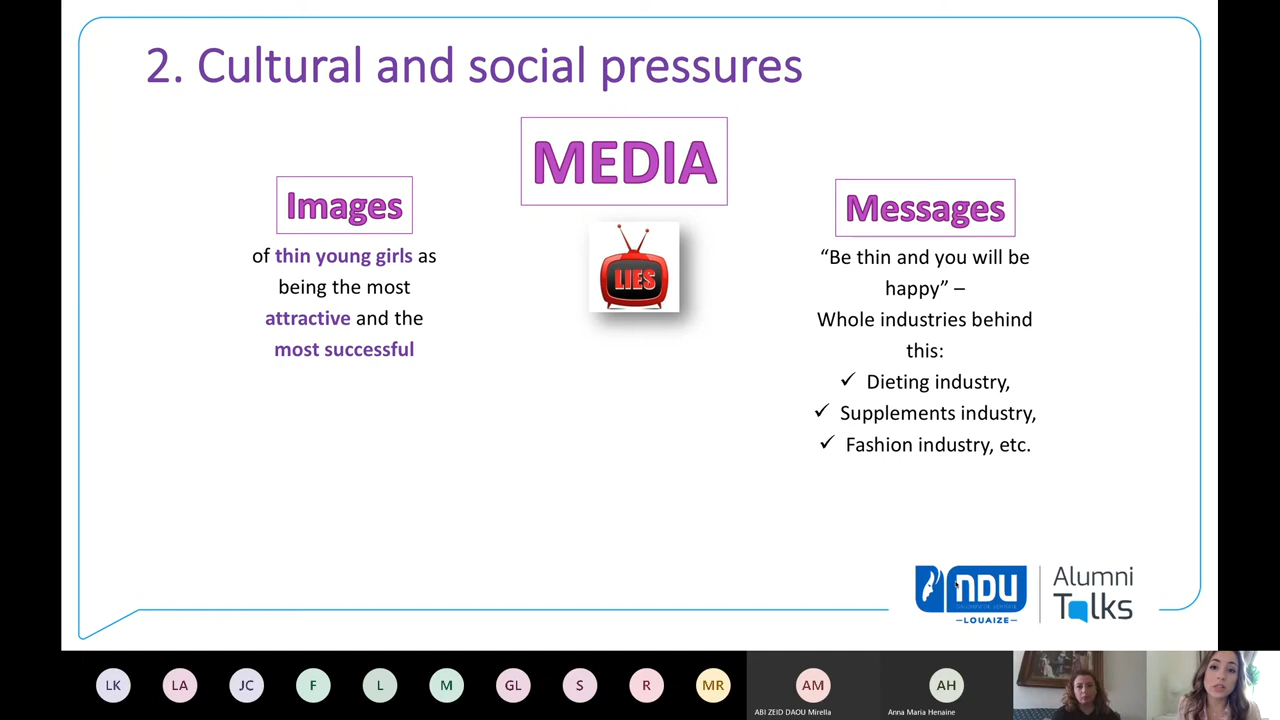 2. Cultural and social pressures
MEDIA
Images
of thin young girls as
being the most
attractive and the
most successful
LIES
Messages
“Be thin and you will be
happy” –
Whole industries behind
this:
✓ Dieting industry,
✓ Supplements industry,
✓ Fashion industry, etc.
NDU
LOUAIZE
Alumni
Talks
LK
LA
JC
F
L
M
GL
S
R
MR
AM
ABI ZEID DAOU Mirella
AH
Anna Maria Henaine